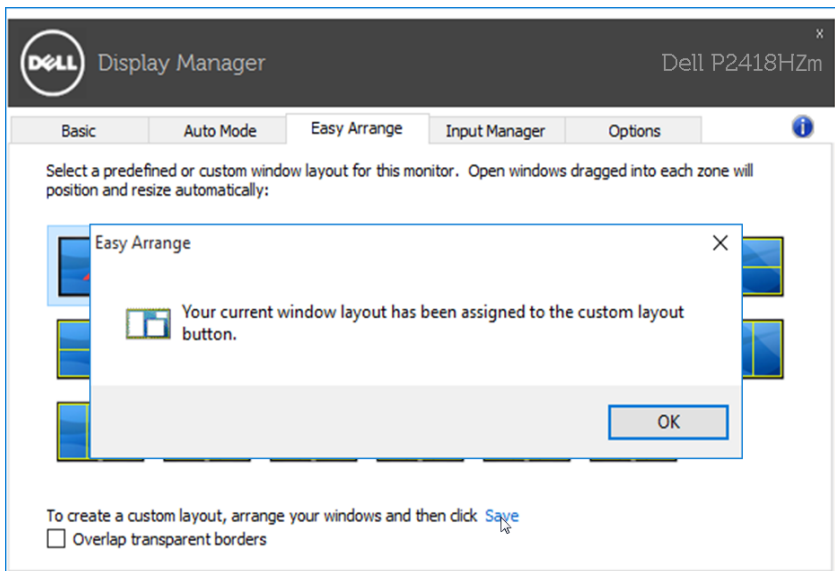 x
DELL Display Manager Dell P2418HZm
Basic Auto Mode Easy Arrange Input Manager Options i
Select a predefined or custom window layout for this monitor. Open windows dragged into each zone will
position and resize automatically:
Easy Arrange
Your current window layout has been assigned to the custom layout
button.
OK
To create a custom layout, arrange your windows and then click Save
Overlap transparent borders